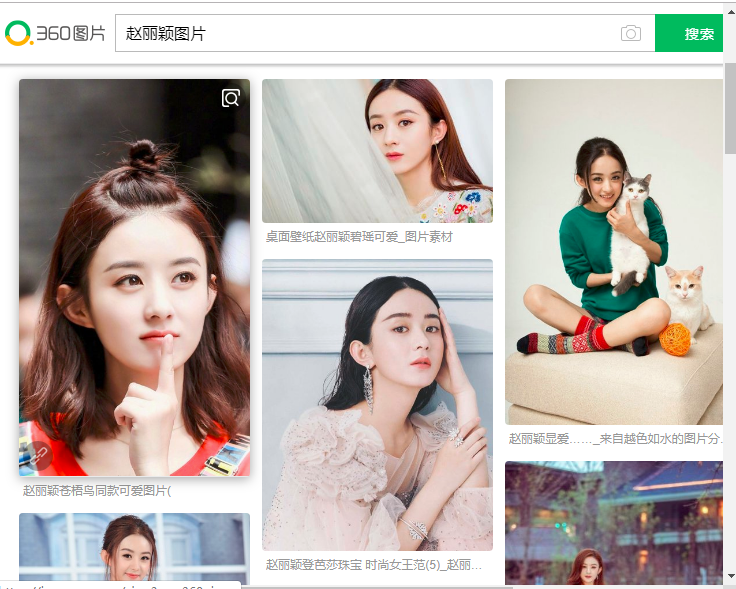 360图片
赵丽颖图片
搜索
桌面壁纸赵丽颖碧瑶可爱_图片素材
赵丽颖显爱……_来自越色如水的图片分...
赵丽颖苍梧鸟同款可爱图片(
赵丽颖登芭莎珠宝 时尚女王范(5)_赵丽...